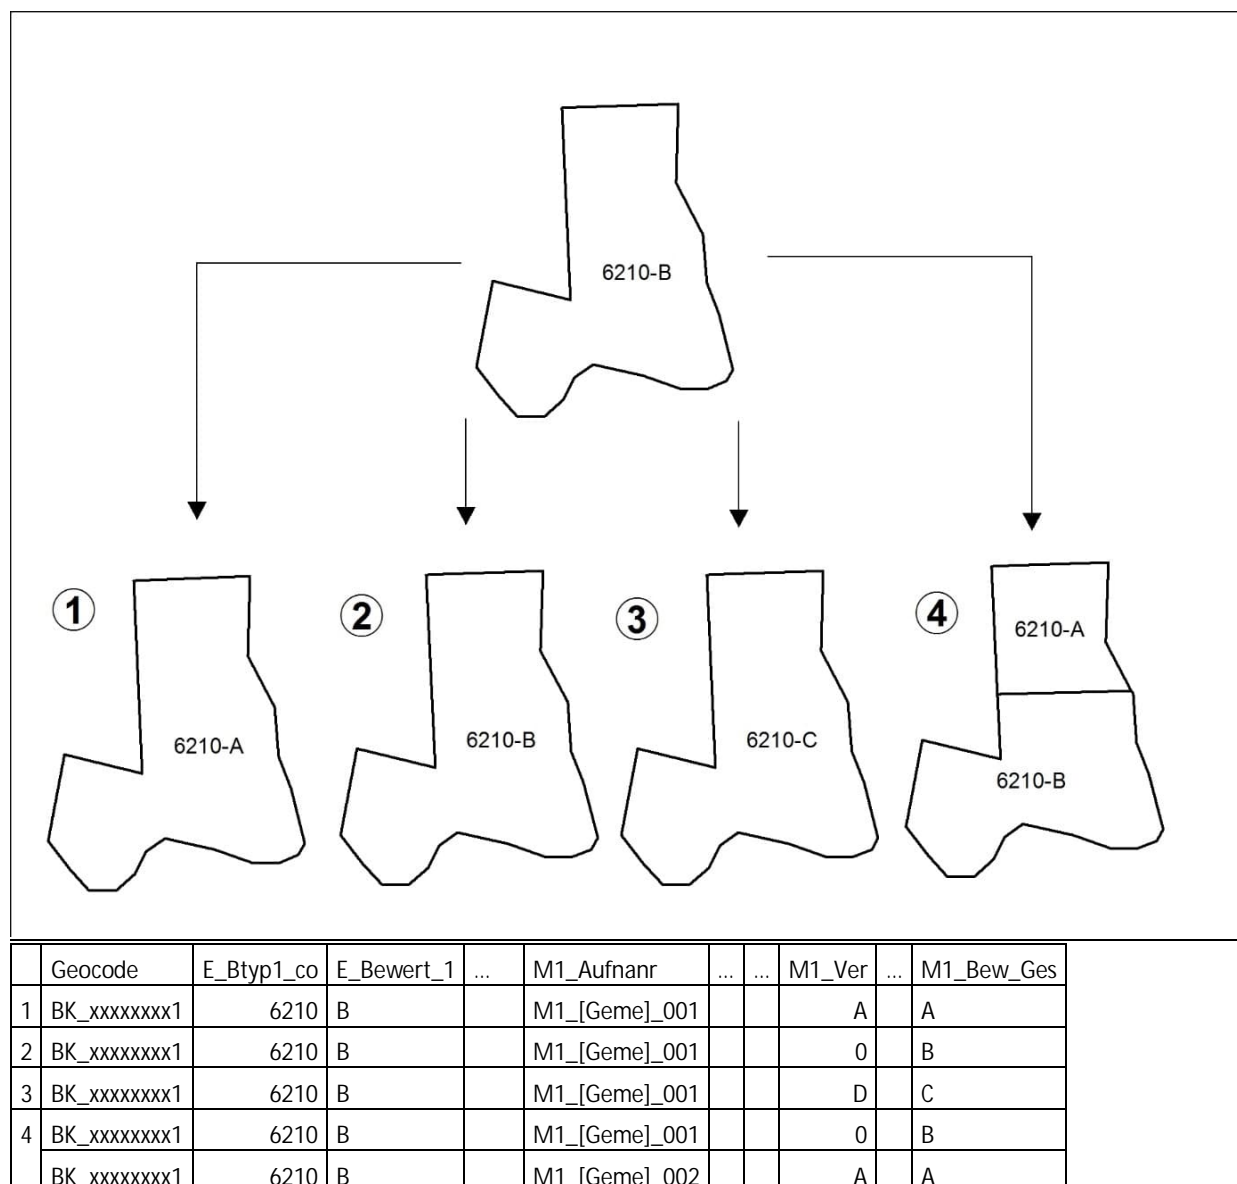 6210-B
1
2
3
4
6210-A
6210-A
6210-B
6210-C
6210-B
Geocode E_Btyp1_co E_Bewert_1 ... M1_Aufnanr ... ... M1_Ver ... M1_Bew_Ges
1 BK_xxxxxxxx1 6210 B M1_[Geme]_001 A A
2 BK_xxxxxxxx1 6210 B M1_[Geme]_001 0 B
3 BK_xxxxxxxx1 6210 B M1_[Geme]_001 D C
4 BK_xxxxxxxx1 6210 B M1_[Geme]_001 0 B
BK_xxxxxxxx1 6210 B M1_[Geme]_002 A A